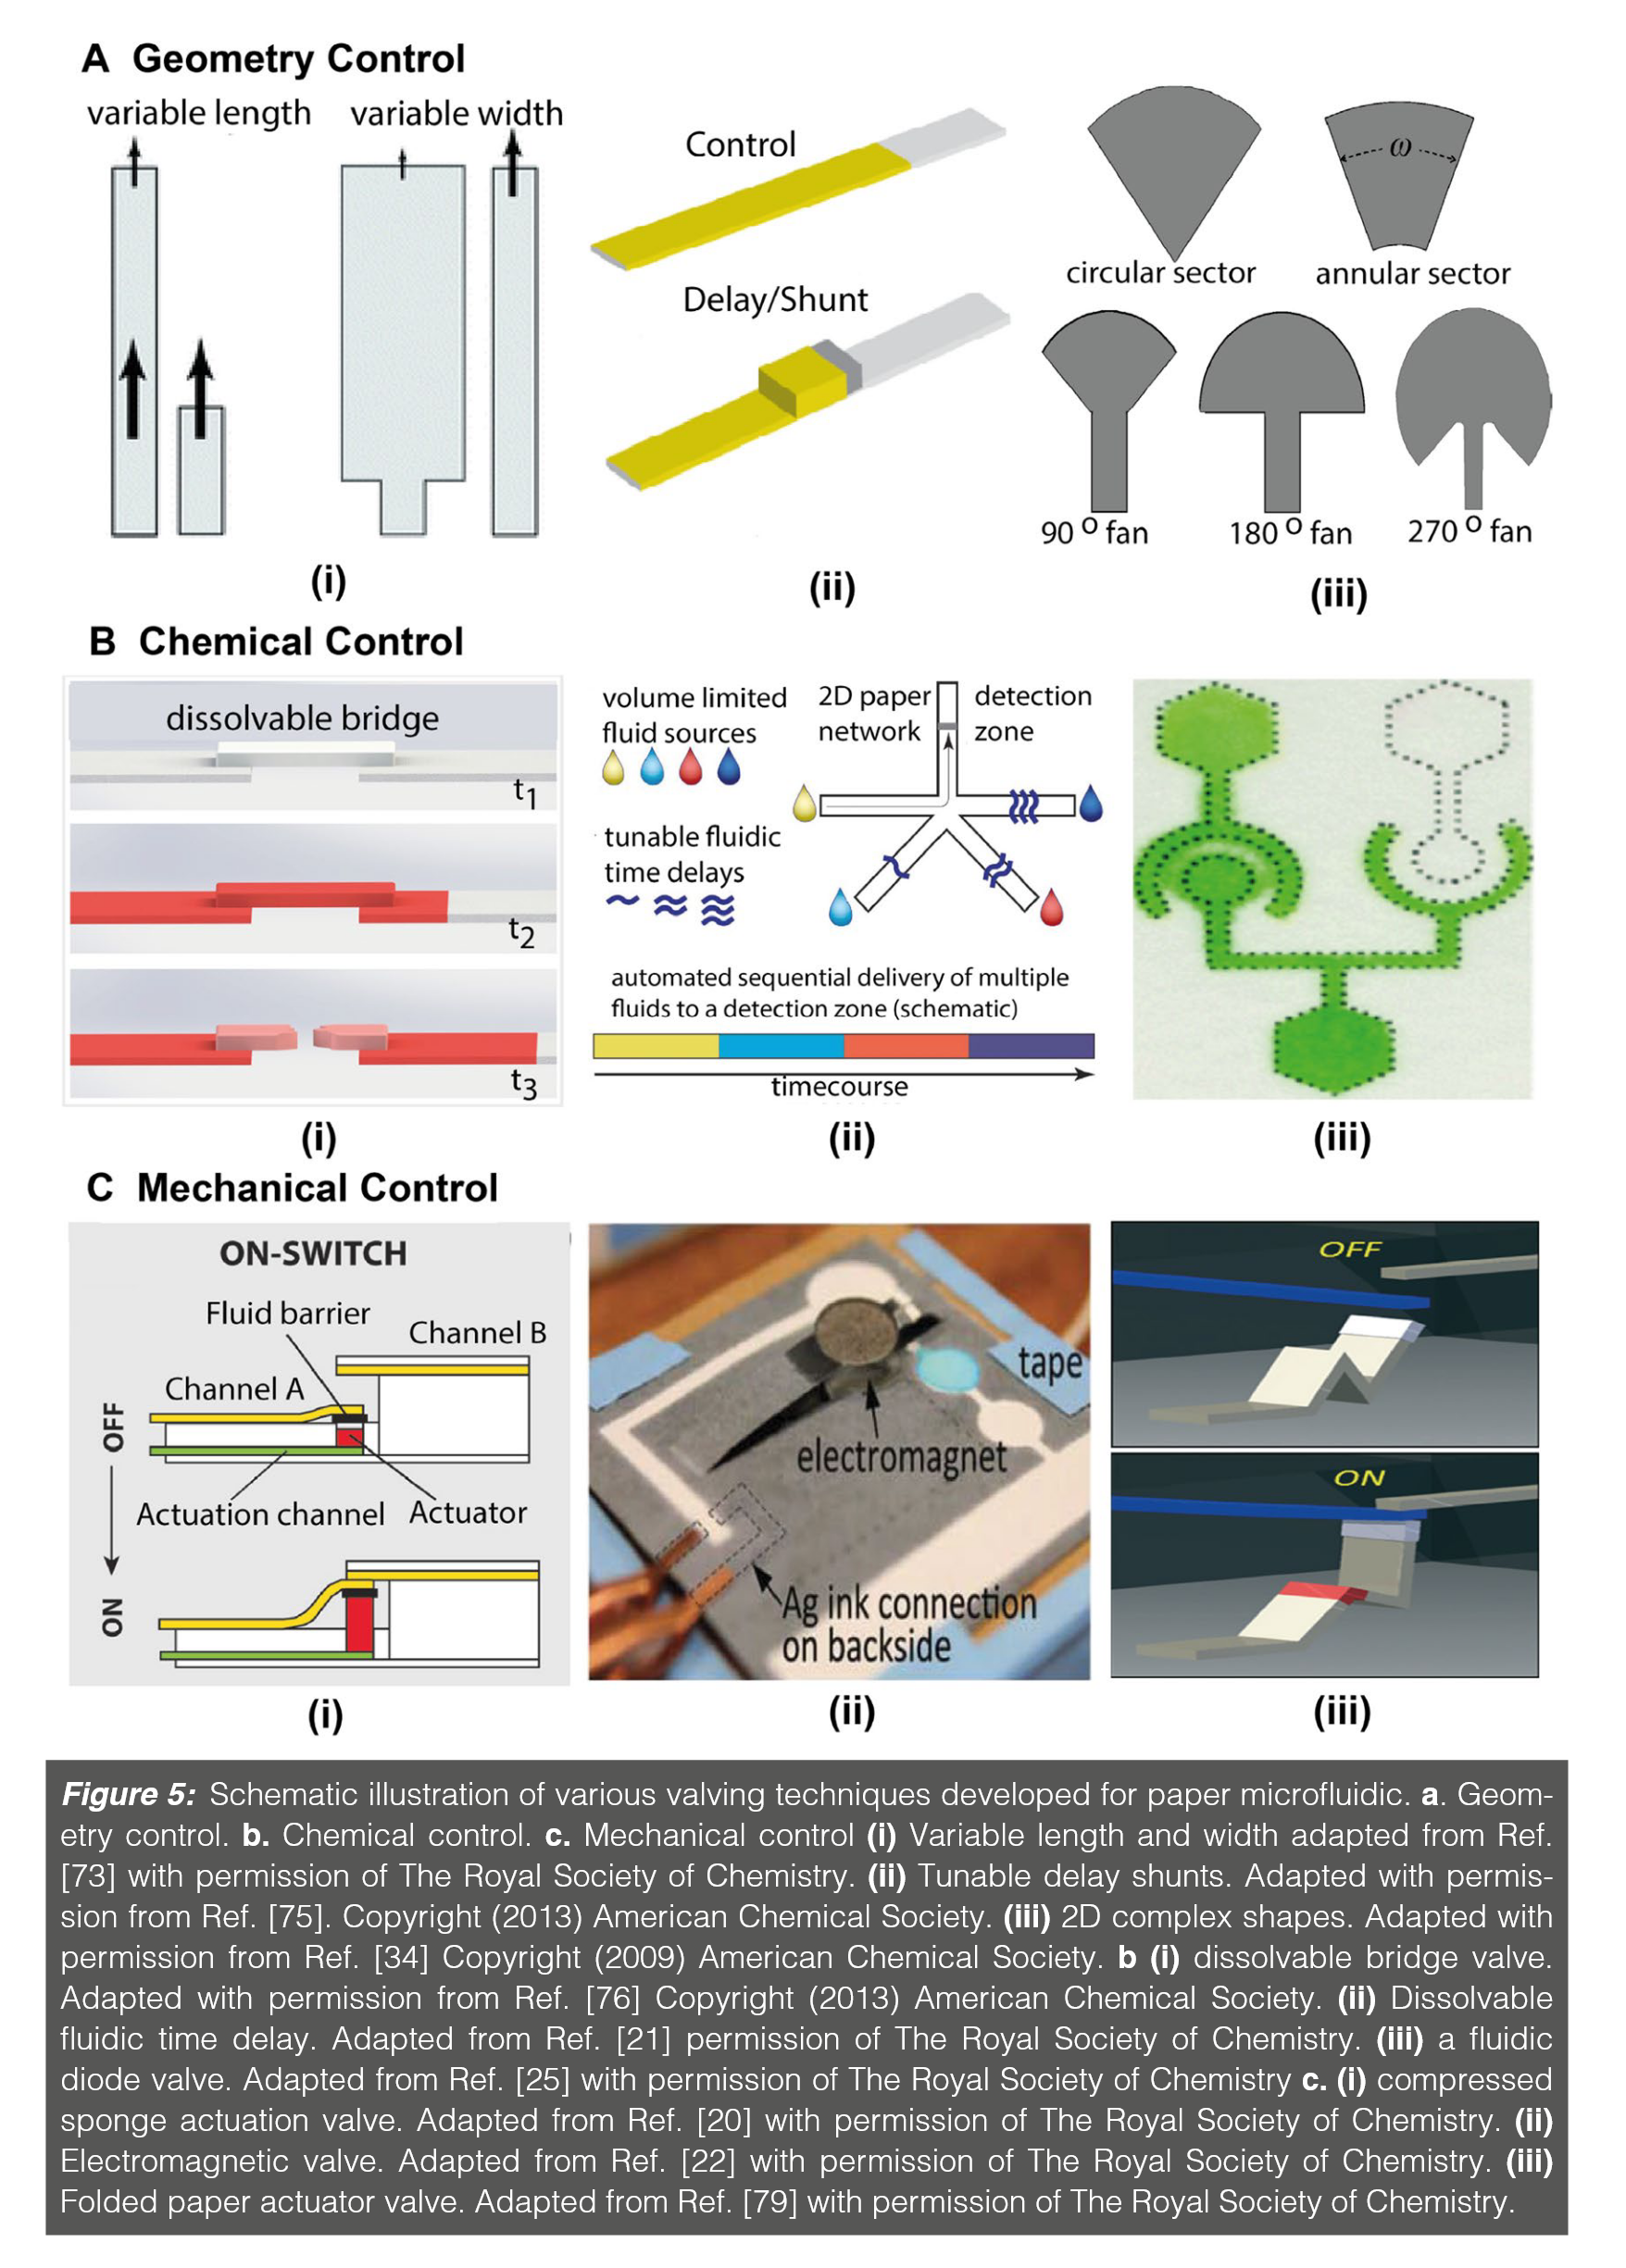 A Geometry Control
variable length
variable width
Control
Delay/Shunt
ω
circular sector
annular sector
90 o fan
180 o fan
270 o fan
(i)
(ii)
(iii)
B Chemical Control
dissolvable bridge
t1
t2
t3
volume limited
fluid sources
2D paper
network
detection
zone
tunable fluidic
time delays
automated sequential delivery of multiple
fluids to a detection zone (schematic)
timecourse
(i)
(ii)
(iii)
C Mechanical Control
ON-SWITCH
Fluid barrier
Channel B
Channel A
OFF
Actuation channel
Actuator
ON
tape
electromagnet
Ag ink connection
on backside
OFF
ON
(i)
(ii)
(iii)
Figure 5: Schematic illustration of various valving techniques developed for paper microfluidic. a. Geom-
etry control. b. Chemical control. c. Mechanical control (i) Variable length and width adapted from Ref.
[73] with permission of The Royal Society of Chemistry. (ii) Tunable delay shunts. Adapted with permis-
sion from Ref. [75]. Copyright (2013) American Chemical Society. (iii) 2D complex shapes. Adapted with
permission from Ref. [34] Copyright (2009) American Chemical Society. b (i) dissolvable bridge valve.
Adapted with permission from Ref. [76] Copyright (2013) American Chemical Society. (ii) Dissolvable
fluidic time delay. Adapted from Ref. [21] permission of The Royal Society of Chemistry. (iii) a fluidic
diode valve. Adapted from Ref. [25] with permission of The Royal Society of Chemistry c. (i) compressed
sponge actuation valve. Adapted from Ref. [20] with permission of The Royal Society of Chemistry. (ii)
Electromagnetic valve. Adapted from Ref. [22] with permission of The Royal Society of Chemistry. (iii)
Folded paper actuator valve. Adapted from Ref. [79] with permission of The Royal Society of Chemistry.